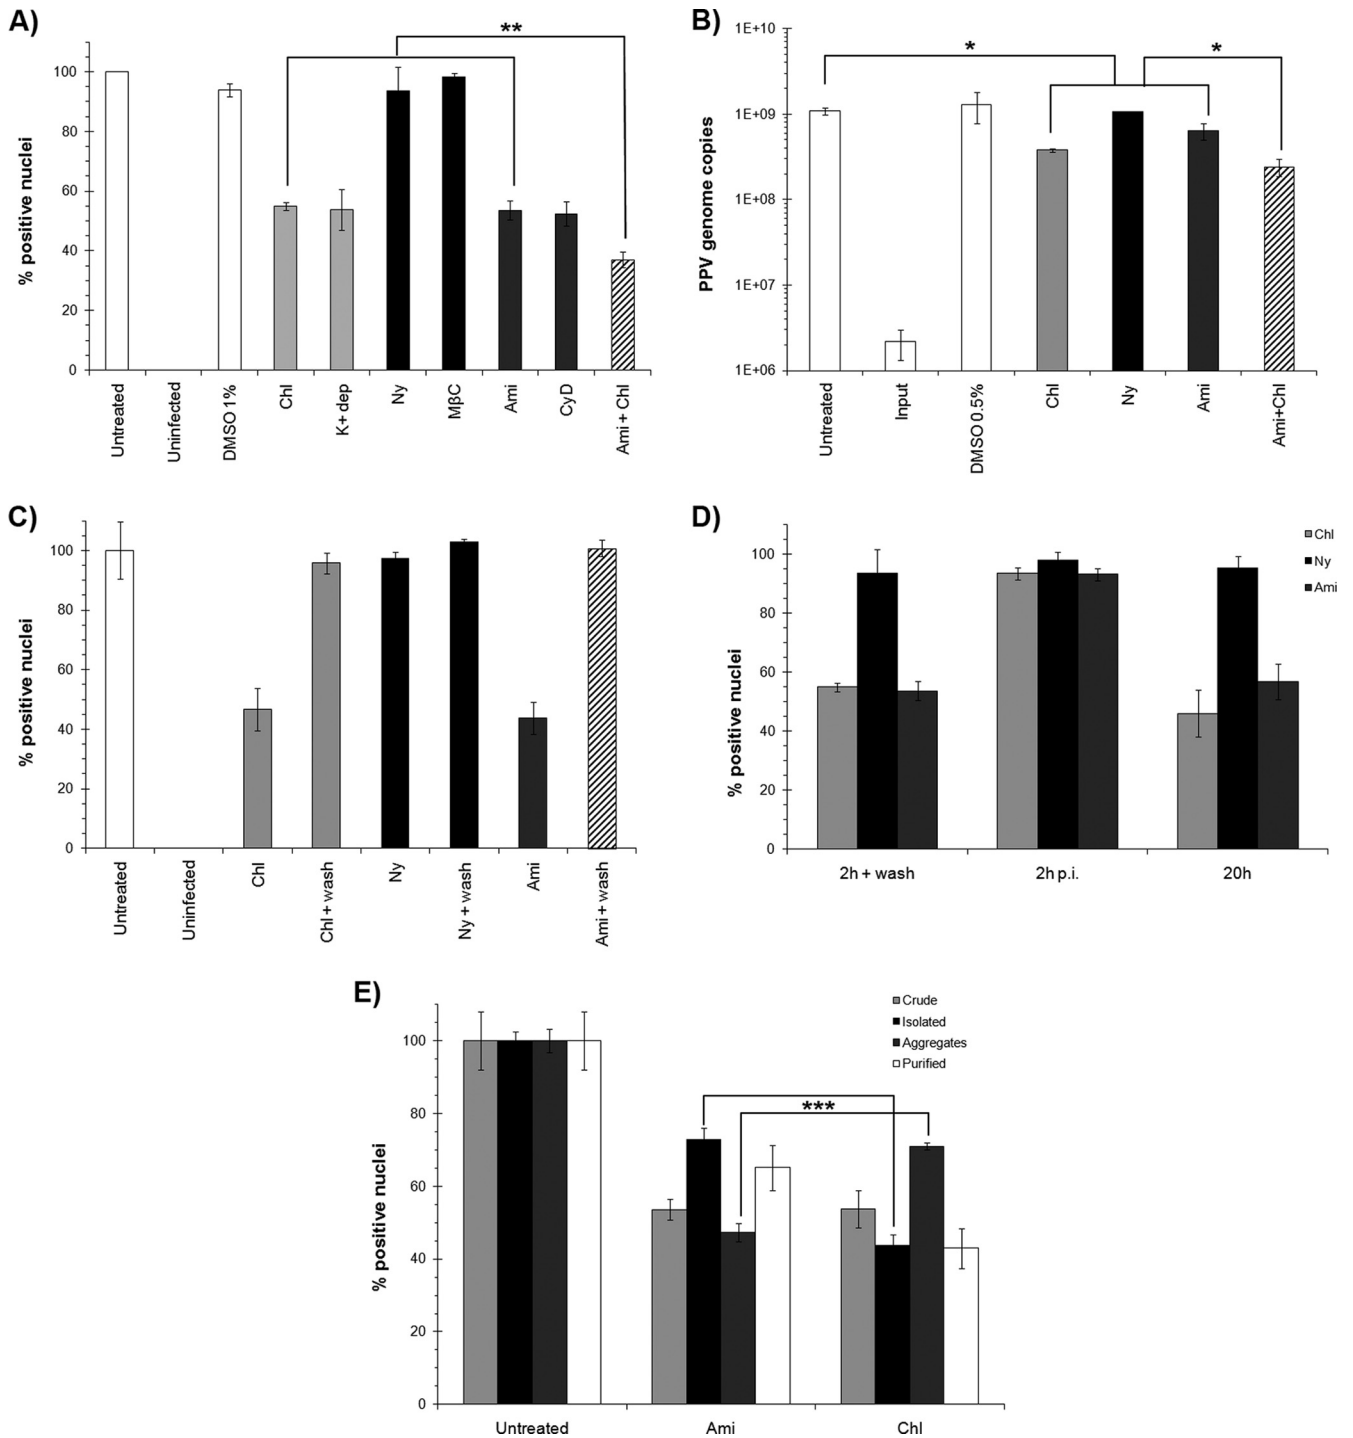 A)
**
% positive nuclei
100
80
60
40
20
0
Untreated
Uninfected
DMSO 1%
Chl
K+ dep
Ny
MβC
Ami
CyD
Ami + Chl
B)
*
*
PPV genome copies
1E+10
1E+09
1E+08
1E+07
1E+06
Untreated
Input
DMSO 0.5%
Chl
Ny
Ami
Ami+Chl
C)
% positive nuclei
100
80
60
40
20
0
Untreated
Uninfected
Chl
Chl + wash
Ny
Ny + wash
Ami
Ami + wash
D)
Chl
Ny
Ami
% positive nuclei
100
80
60
40
20
0
2h + wash
2h p.i.
20h
E)
Crude
Isolated
Aggregates
Purified
***
% positive nuclei
100
80
60
40
20
0
Untreated
Ami
Chl